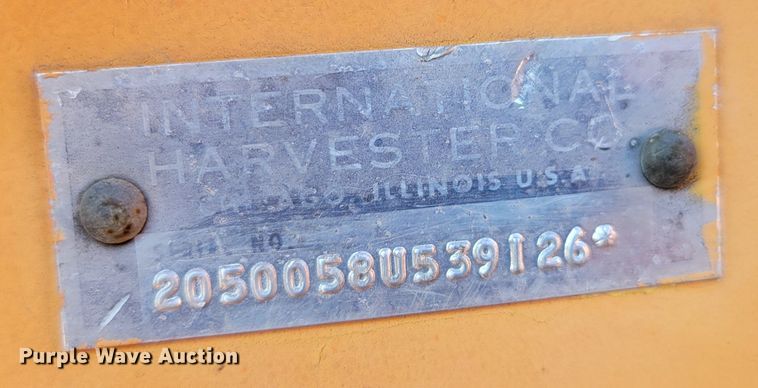 INTERNATIONAL
HARVESTER CO.
CHICAGO, ILLINOIS U.S.A.
SERIAL NO.
2050058U539126*
Purple Wave Auction